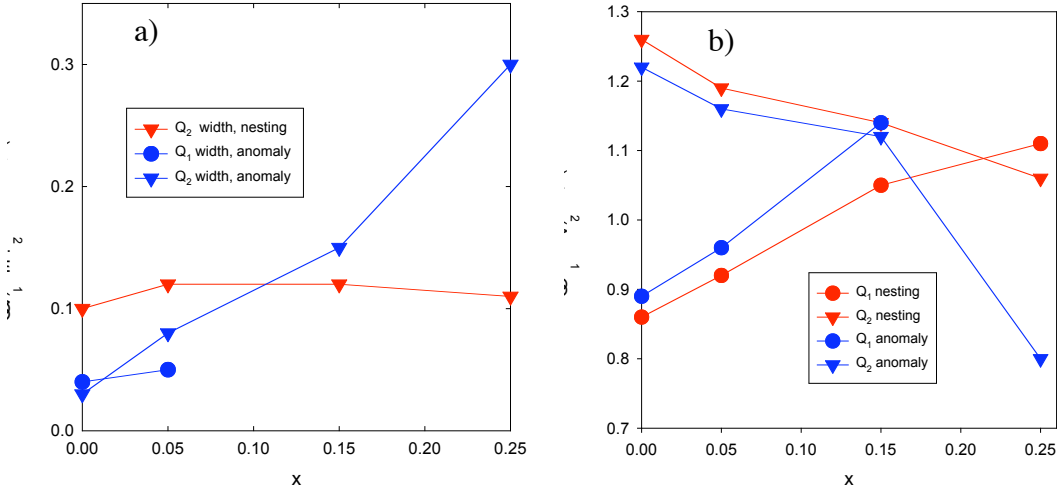 a)
0.3
0.2
0.1
0.0
Q2 width, nesting
Q1 width, anomaly
Q2 width, anomaly
0.00 0.05 0.10 0.15 0.20 0.25
x
b)
1.3
1.2
1.1
1.0
0.9
0.8
0.7
Q1 nesting
Q2 nesting
Q1 anomaly
Q2 anomaly
0.00 0.05 0.10 0.15 0.20 0.25
x